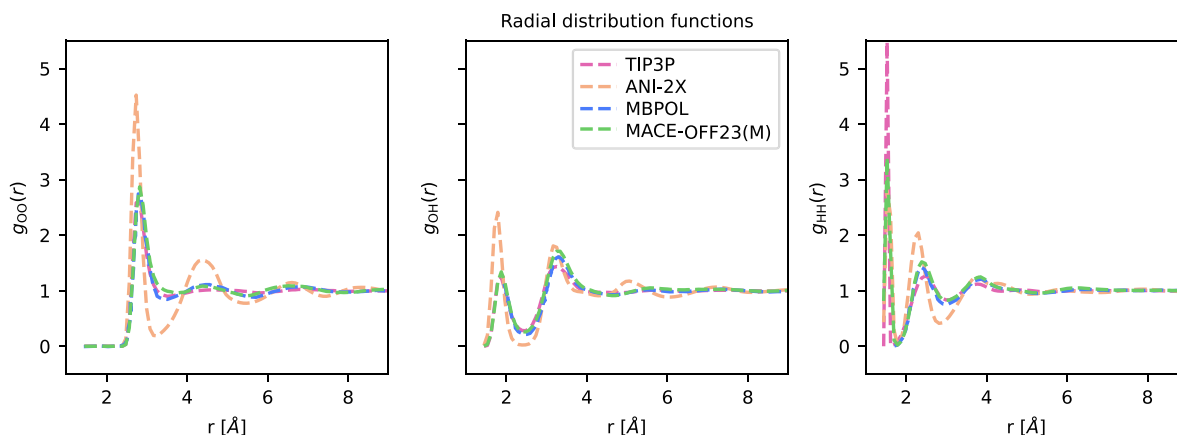 Radial distribution functions
g_OO(r)
5
4
3
2
1
0
2 4 6 8
r [Å]
g_OH(r)
TIP3P
ANI-2X
MBPOL
MACE-OFF23(M)
2 4 6 8
r [Å]
g_HH(r)
5
4
3
2
1
0
2 4 6 8
r [Å]